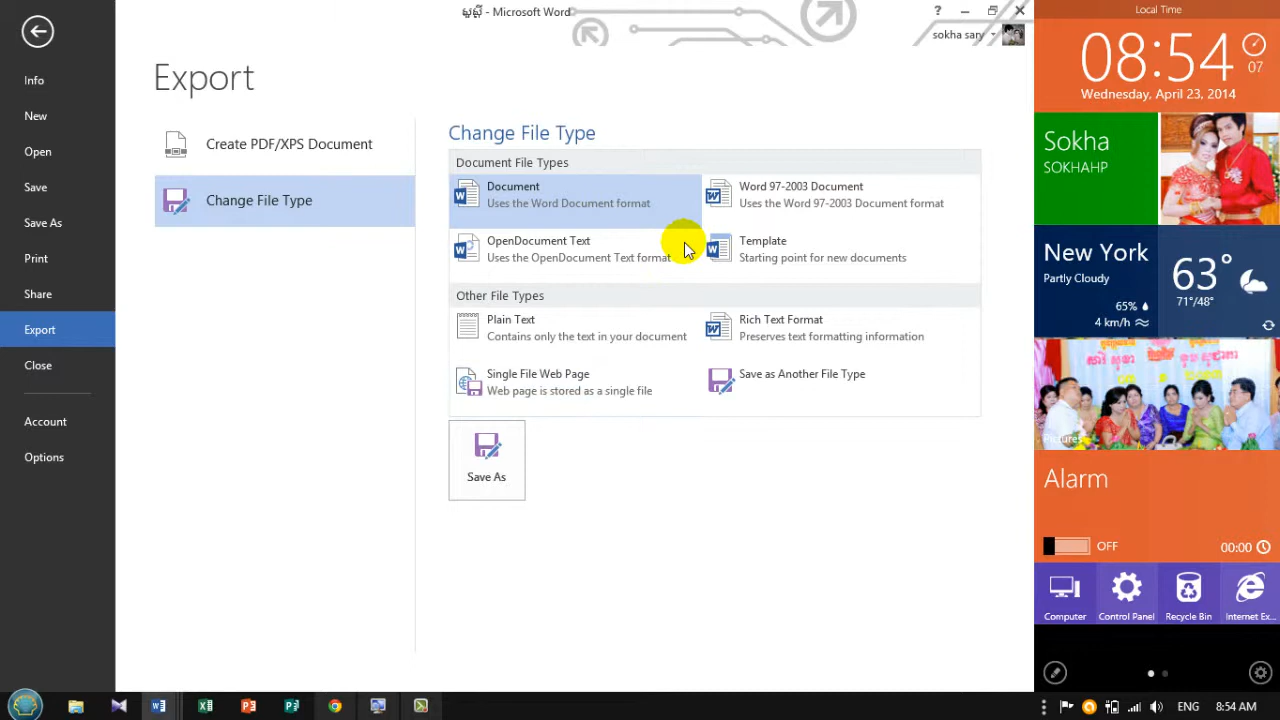 សួស្តី - Microsoft Word
?
sokha sary
Info
New
Open
Save
Save As
Print
Share
Export
Close
Account
Options
Export
Create PDF/XPS Document
Change File Type
Change File Type
Document File Types
Document
Uses the Word Document format
Word 97-2003 Document
Uses the Word 97-2003 Document format
OpenDocument Text
Uses the OpenDocument Text format
Template
Starting point for new documents
Other File Types
Plain Text
Contains only the text in your document
Rich Text Format
Preserves text formatting information
Single File Web Page
Web page is stored as a single file
Save as Another File Type
Save As
Local Time
08:54
07
Wednesday, April 23, 2014
Sokha
SOKHAHP
New York
Partly Cloudy
65%
4 km/h
63°
71°/48°
Pictures
Alarm
OFF
00:00
Computer
Control Panel
Recycle Bin
Internet Ex...
ENG
8:54 AM